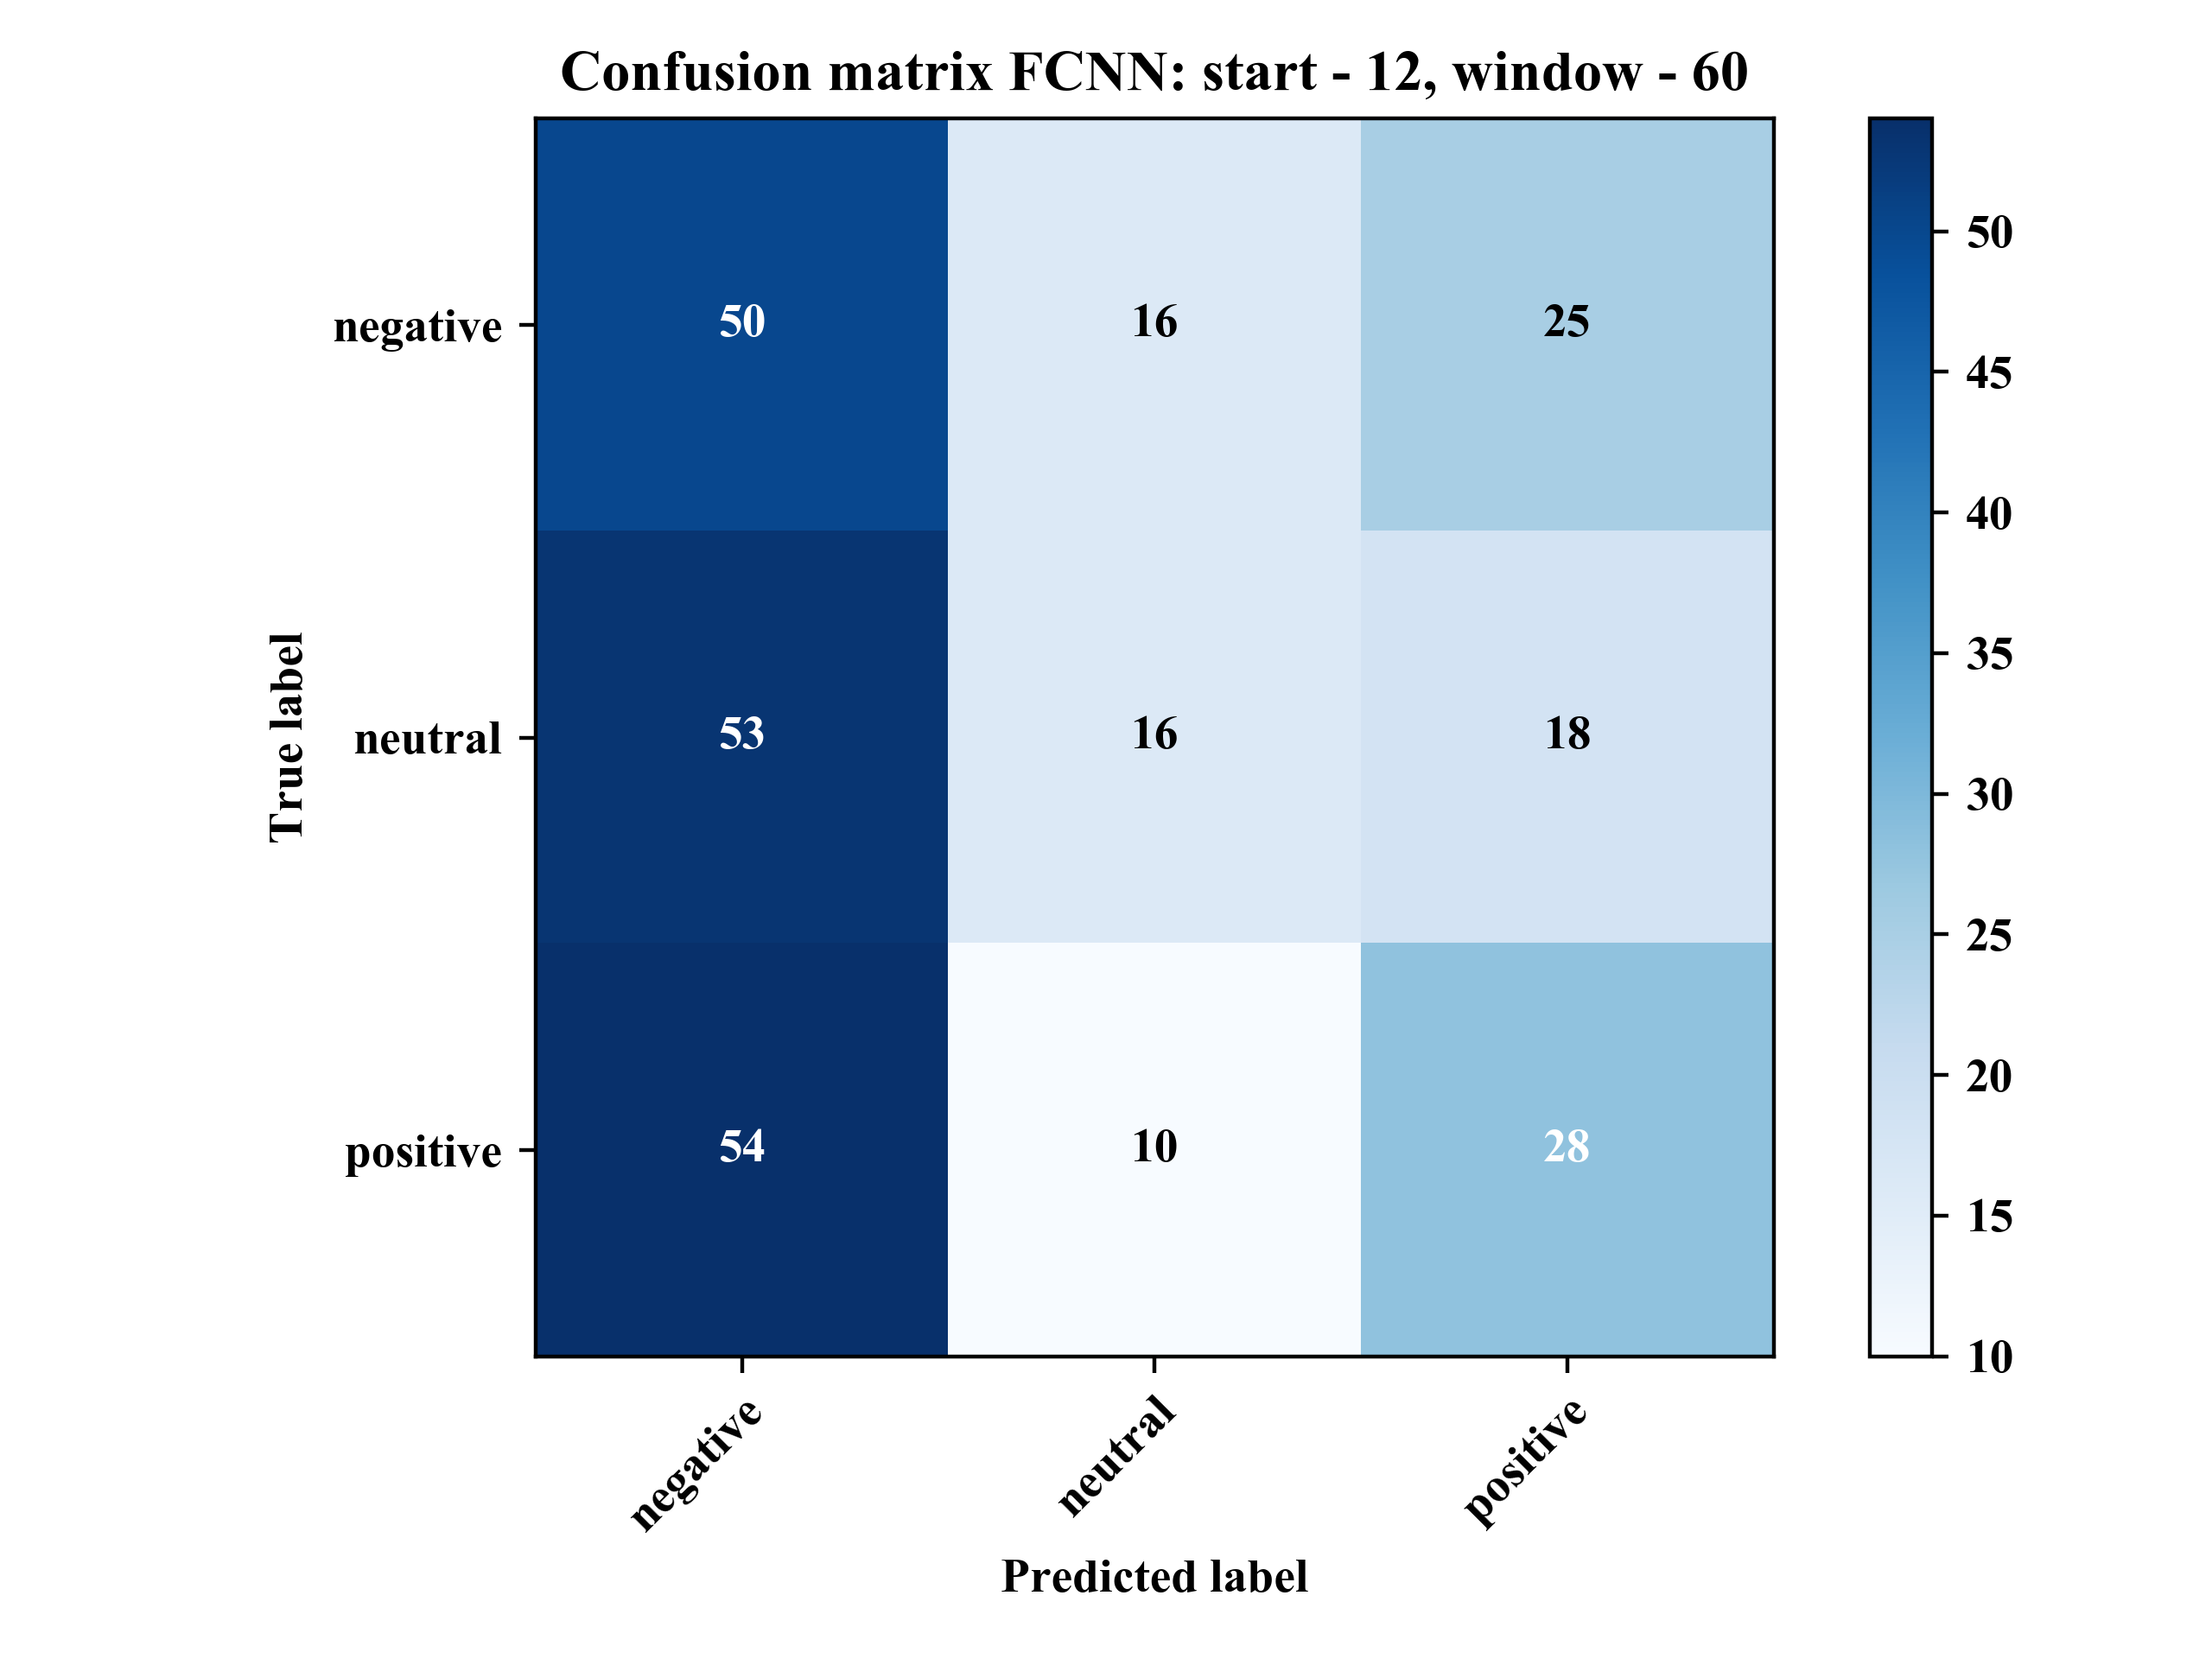 Confusion matrix FCNN: start - 12, window - 60
True label
negative
neutral
positive
50 16 25
53 16 18
54 10 28
negative neutral positive
Predicted label
50
45
40
35
30
25
20
15
10